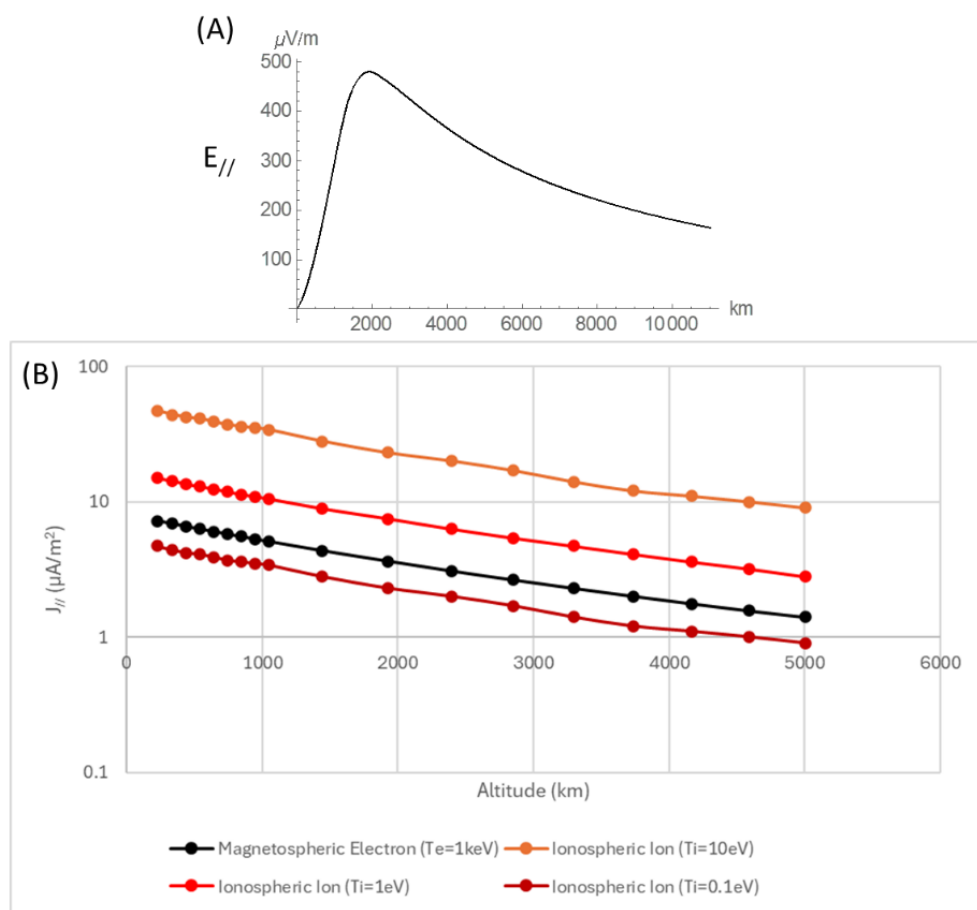 (A)
μV/m
500
400
300
200
100
E//
2000 4000 6000 8000 10000 km
(B)
100
10
1
0.1
J// (μA/m²)
0 1000 2000 3000 4000 5000 6000
Altitude (km)
Magnetospheric Electron (Te=1keV) Ionospheric Ion (Ti=10eV)
Ionospheric Ion (Ti=1eV) Ionospheric Ion (Ti=0.1eV)